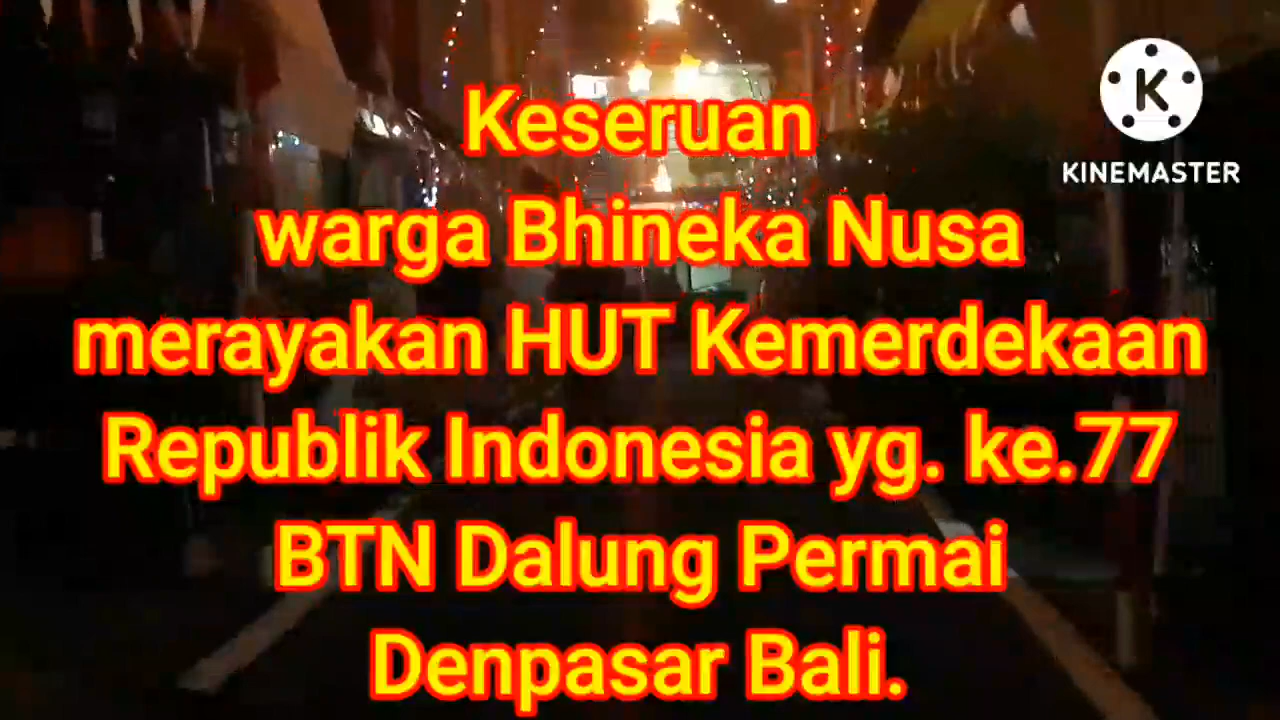 Keseruan
warga Bhineka Nusa
merayakan HUT Kemerdekaan
Republik Indonesia yg. ke.77
BTN Dalung Permai
Denpasar Bali.
K
KINEMASTER